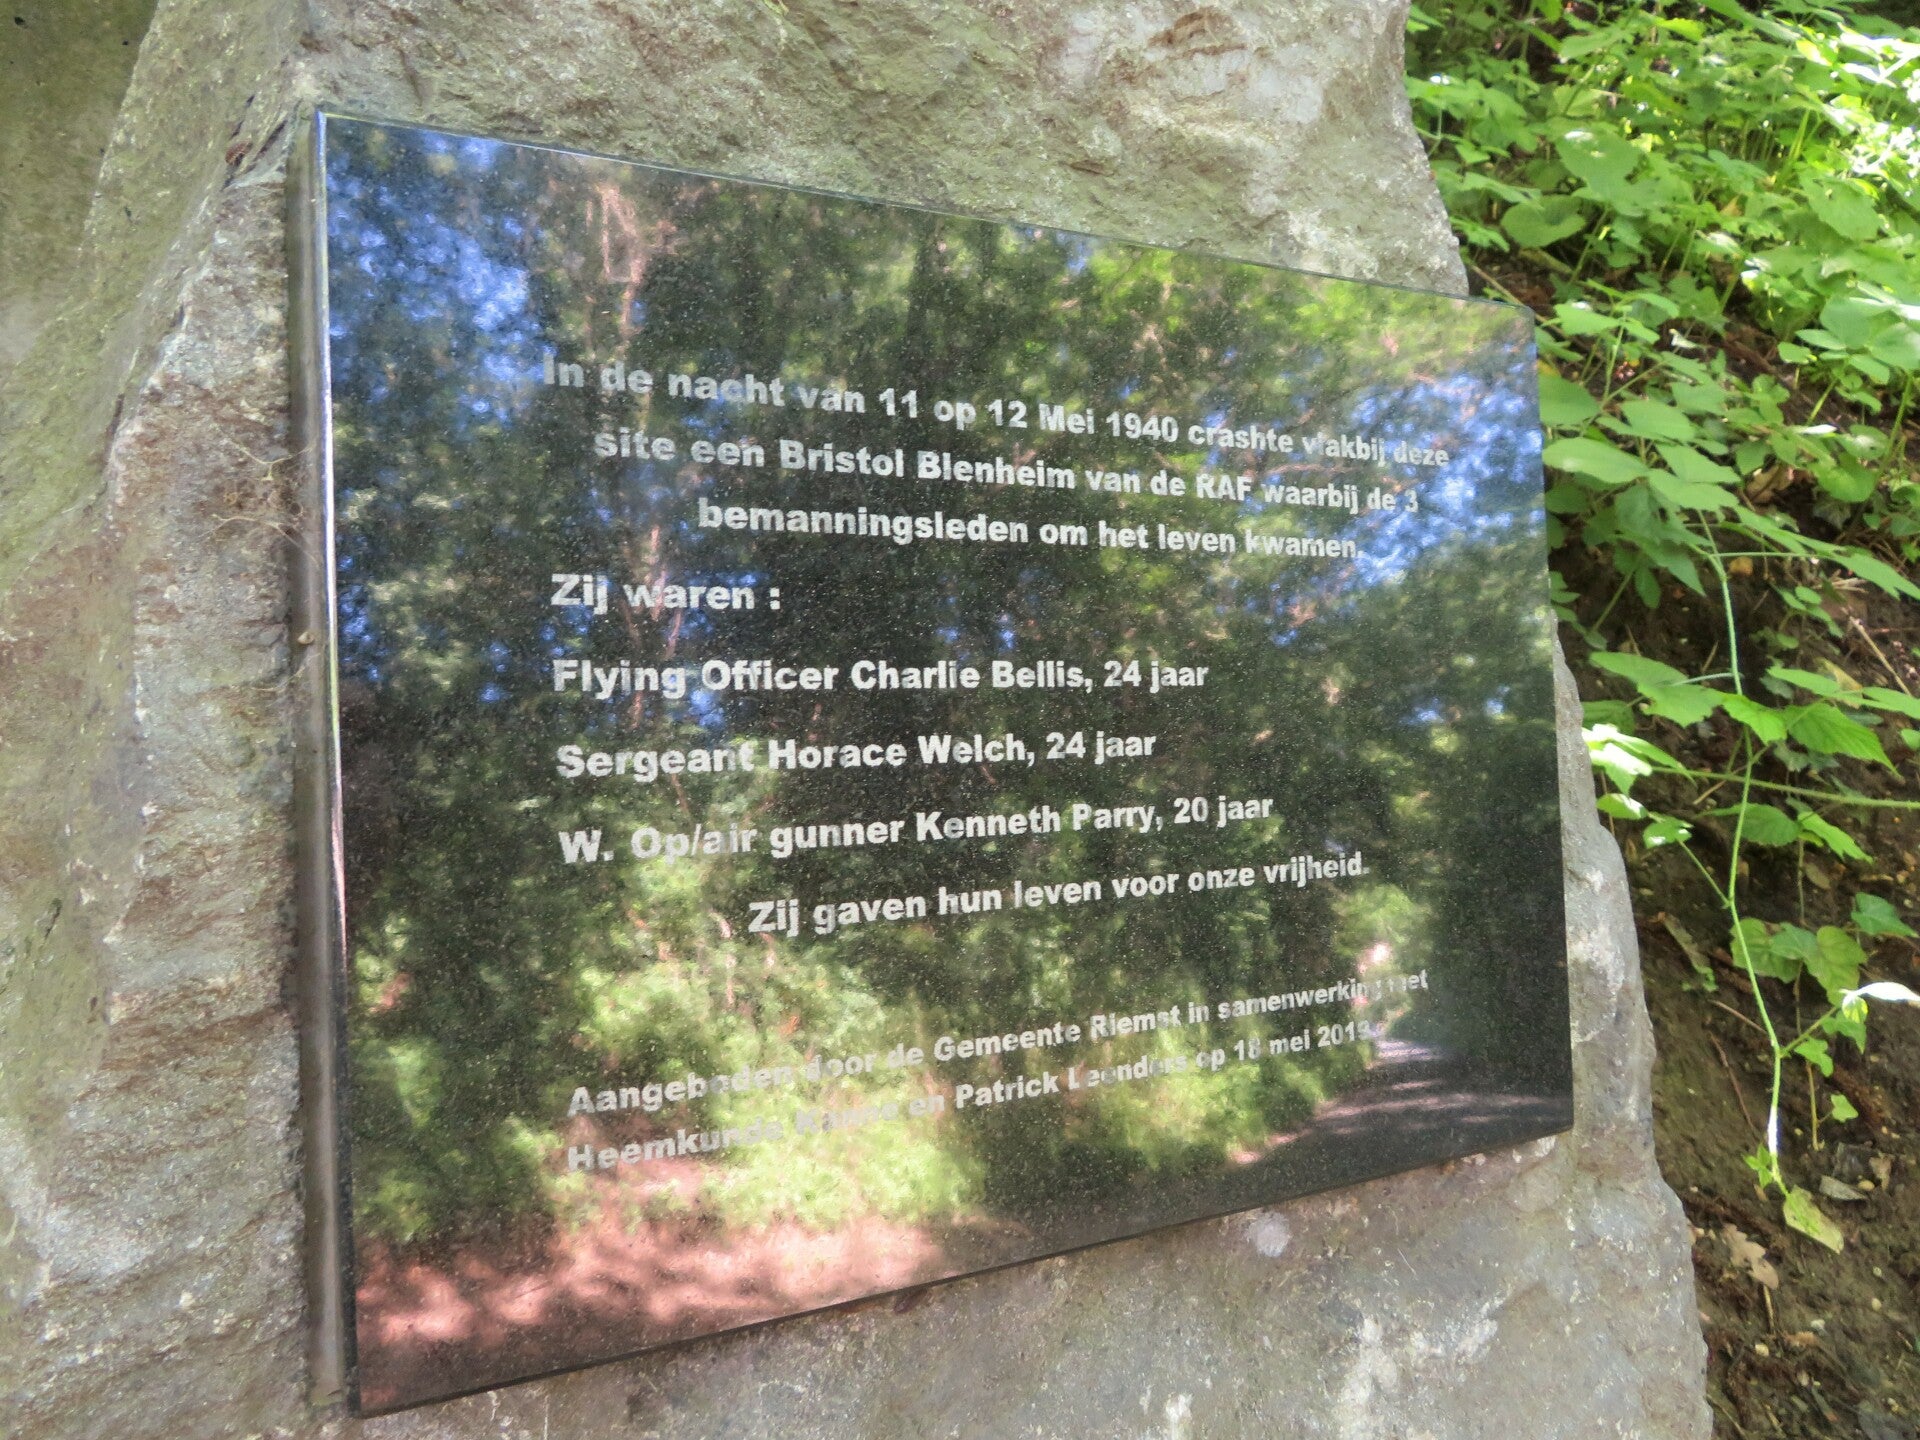 In de nacht van 11 op 12 Mei 1940 crashte vlakbij deze
site een Bristol Blenheim van de RAF waarbij de 3
bemanningsleden om het leven kwamen.
Zij waren :
Flying Officer Charlie Bellis, 24 jaar
Sergeant Horace Welch, 24 jaar
W. Op/air gunner Kenneth Parry, 20 jaar
Zij gaven hun leven voor onze vrijheid.
Aangeboden door de Gemeente Riemst in samenwerking met
Heemkunde Kanne en Patrick Leenders op 18 mei 2019.